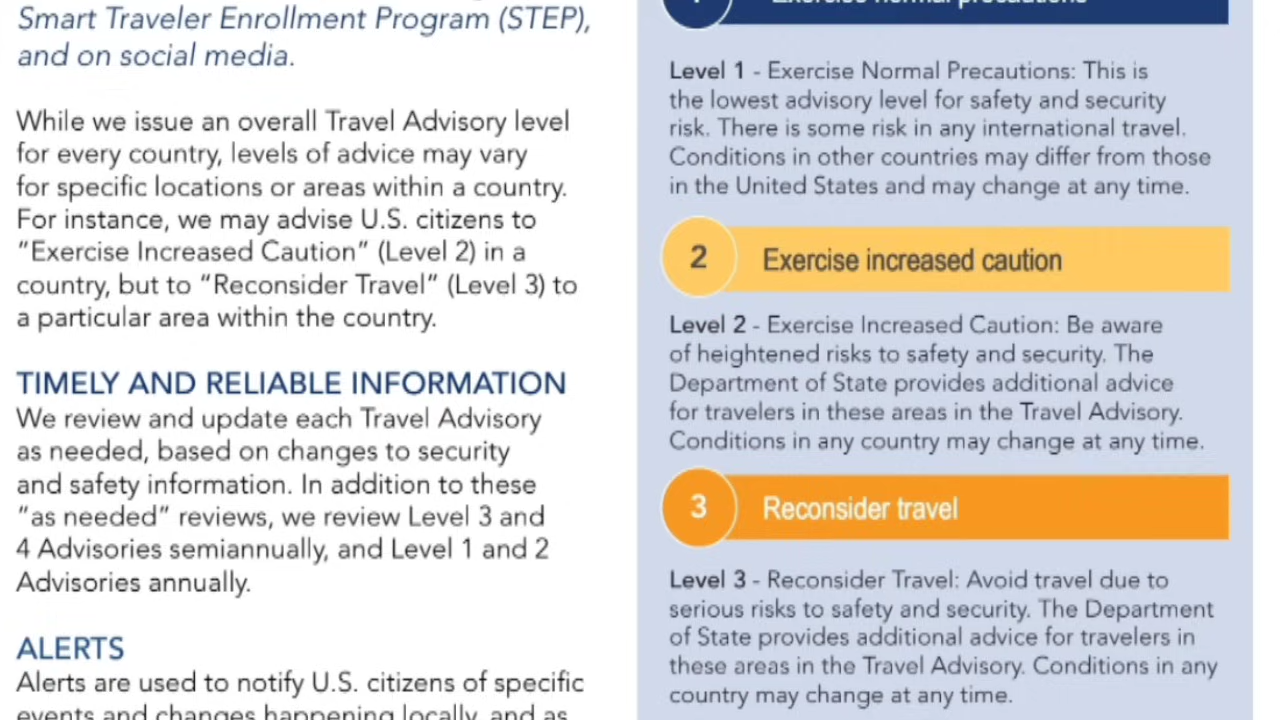 Smart Traveler Enrollment Program (STEP),
and on social media.
While we issue an overall Travel Advisory level
for every country, levels of advice may vary
for specific locations or areas within a country.
For instance, we may advise U.S. citizens to
“Exercise Increased Caution” (Level 2) in a
country, but to “Reconsider Travel” (Level 3) to
a particular area within the country.
TIMELY AND RELIABLE INFORMATION
We review and update each Travel Advisory
as needed, based on changes to security
and safety information. In addition to these
“as needed” reviews, we review Level 3 and
4 Advisories semiannually, and Level 1 and 2
Advisories annually.
ALERTS
Alerts are used to notify U.S. citizens of specific
events and changes happening locally, and as
Exercise normal precautions
Level 1 - Exercise Normal Precautions: This is
the lowest advisory level for safety and security
risk. There is some risk in any international travel.
Conditions in other countries may differ from those
in the United States and may change at any time.
2 Exercise increased caution
Level 2 - Exercise Increased Caution: Be aware
of heightened risks to safety and security. The
Department of State provides additional advice
for travelers in these areas in the Travel Advisory.
Conditions in any country may change at any time.
3 Reconsider travel
Level 3 - Reconsider Travel: Avoid travel due to
serious risks to safety and security. The Department
of State provides additional advice for travelers in
these areas in the Travel Advisory. Conditions in any
country may change at any time.